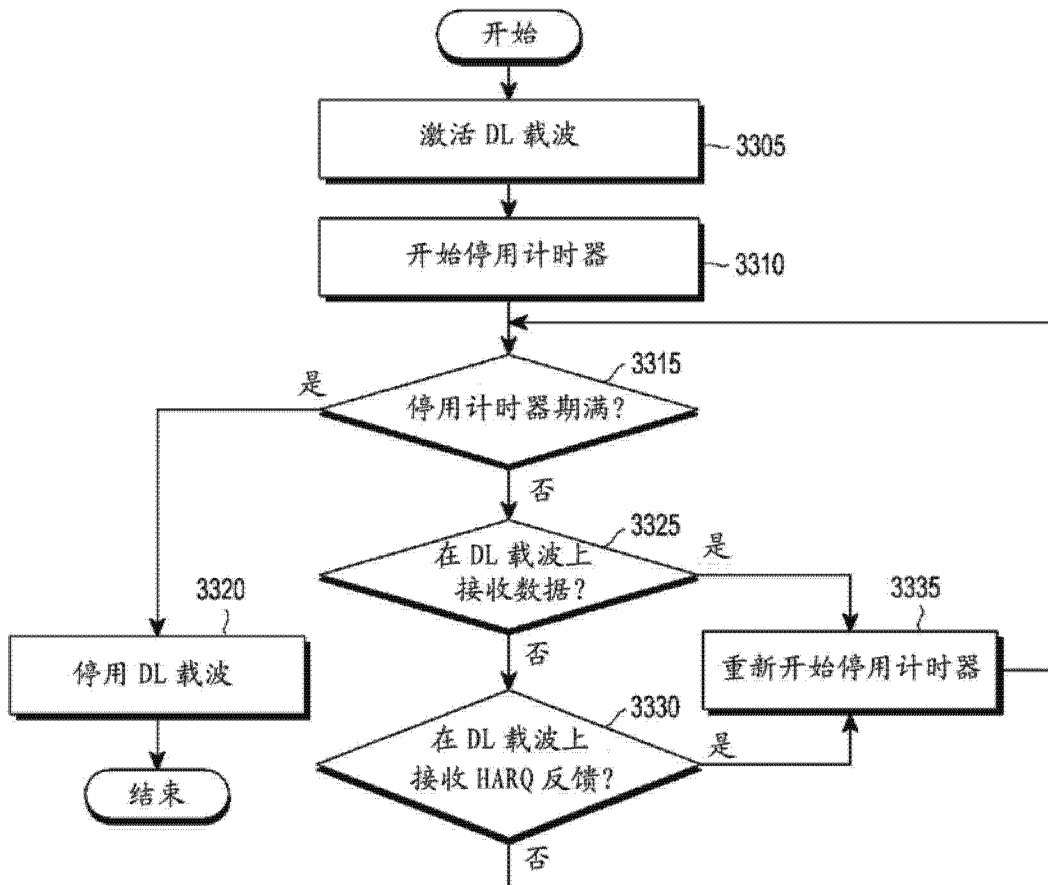 开始
激活 DL 载波
3305
开始停用计时器
3310
3315
是
停用计时器期满?
否
3325
在 DL 载波上
接收数据?
是
3320
停用 DL 载波
否
3335
重新开始停用计时器
3330
在 DL 载波上
接收 HARQ 反馈?
是
结束
否